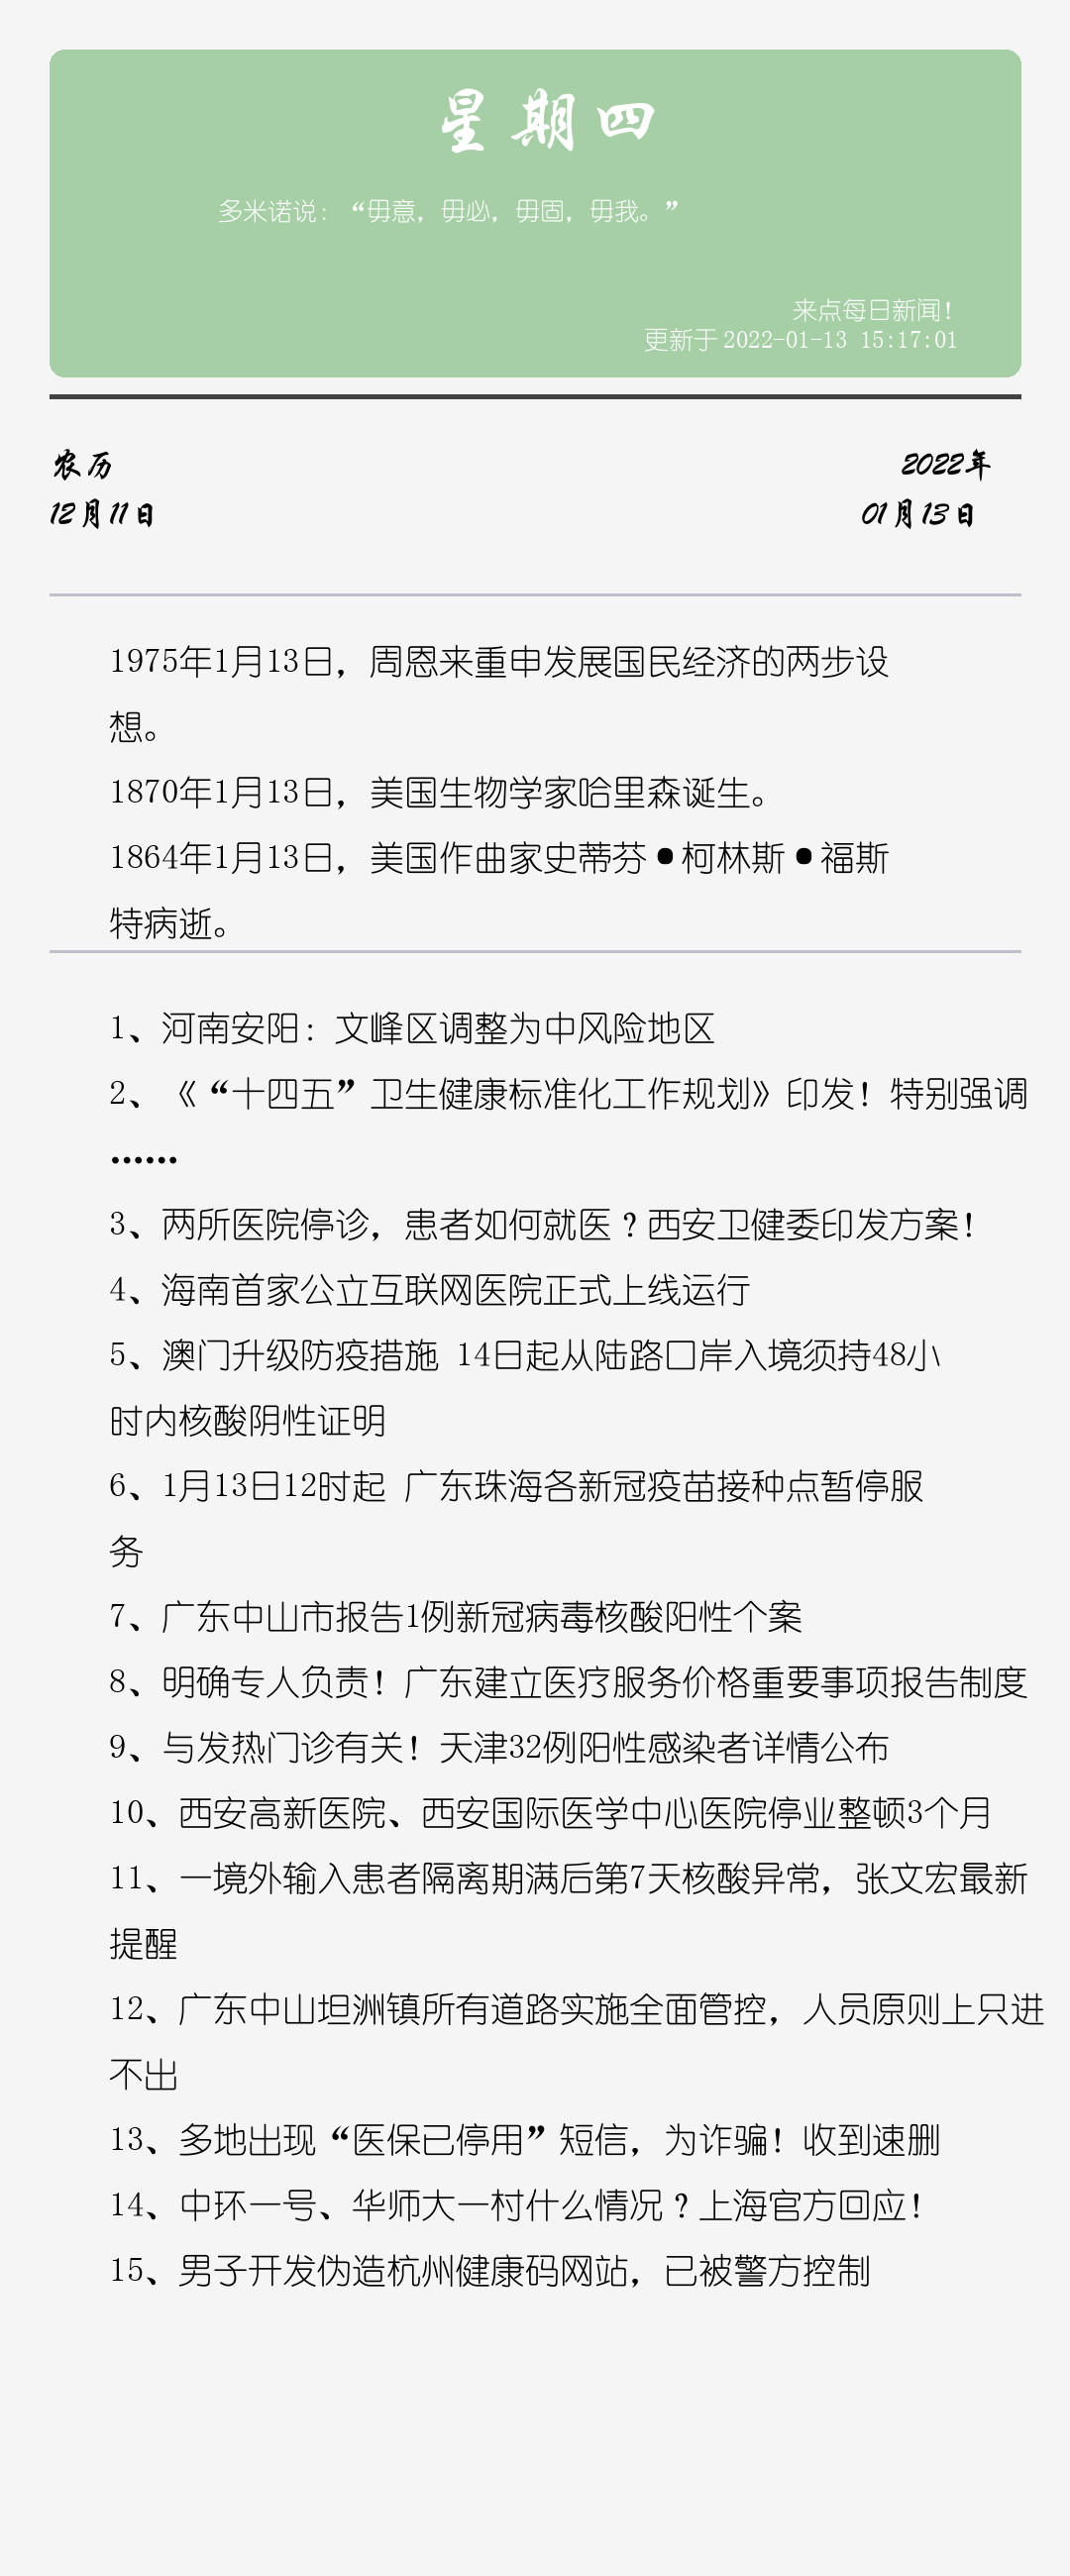 星期四
多米诺说：“毋意，毋必，毋固，毋我。”
来点每日新闻！
更新于 2022-01-13 15:17:01
农历
2022年
12月11日
01月13日
1975年1月13日，周恩来重申发展国民经济的两步设
想。
1870年1月13日，美国生物学家哈里森诞生。
1864年1月13日，美国作曲家史蒂芬•柯林斯•福斯
特病逝。
1、河南安阳：文峰区调整为中风险地区
2、《“十四五”卫生健康标准化工作规划》印发！特别强调
……
3、两所医院停诊，患者如何就医？西安卫健委印发方案！
4、海南首家公立互联网医院正式上线运行
5、澳门升级防疫措施 14日起从陆路口岸入境须持48小
时内核酸阴性证明
6、1月13日12时起 广东珠海各新冠疫苗接种点暂停服
务
7、广东中山市报告1例新冠病毒核酸阳性个案
8、明确专人负责！广东建立医疗服务价格重要事项报告制度
9、与发热门诊有关！天津32例阳性感染者详情公布
10、西安高新医院、西安国际医学中心医院停业整顿3个月
11、一境外输入患者隔离期满后第7天核酸异常，张文宏最新
提醒
12、广东中山坦洲镇所有道路实施全面管控，人员原则上只进
不出
13、多地出现“医保已停用”短信，为诈骗！收到速删
14、中环一号、华师大一村什么情况？上海官方回应！
15、男子开发伪造杭州健康码网站，已被警方控制